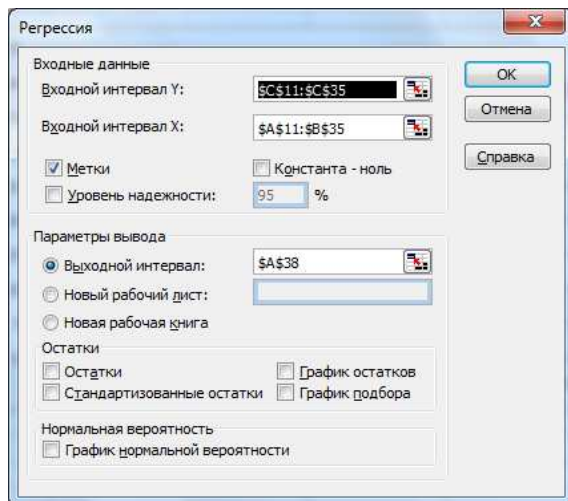 Регрессия
Входные данные
Входной интервал Y: $C$11:$C$35
Входной интервал X: $A$11:$B$35
Метки Константа - ноль
Уровень надежности: 95 %
ОК
Отмена
Справка
Параметры вывода
Выходной интервал: $A$38
Новый рабочий лист:
Новая рабочая книга
Остатки
Остатки График остатков
Стандартизованные остатки График подбора
Нормальная вероятность
График нормальной вероятности